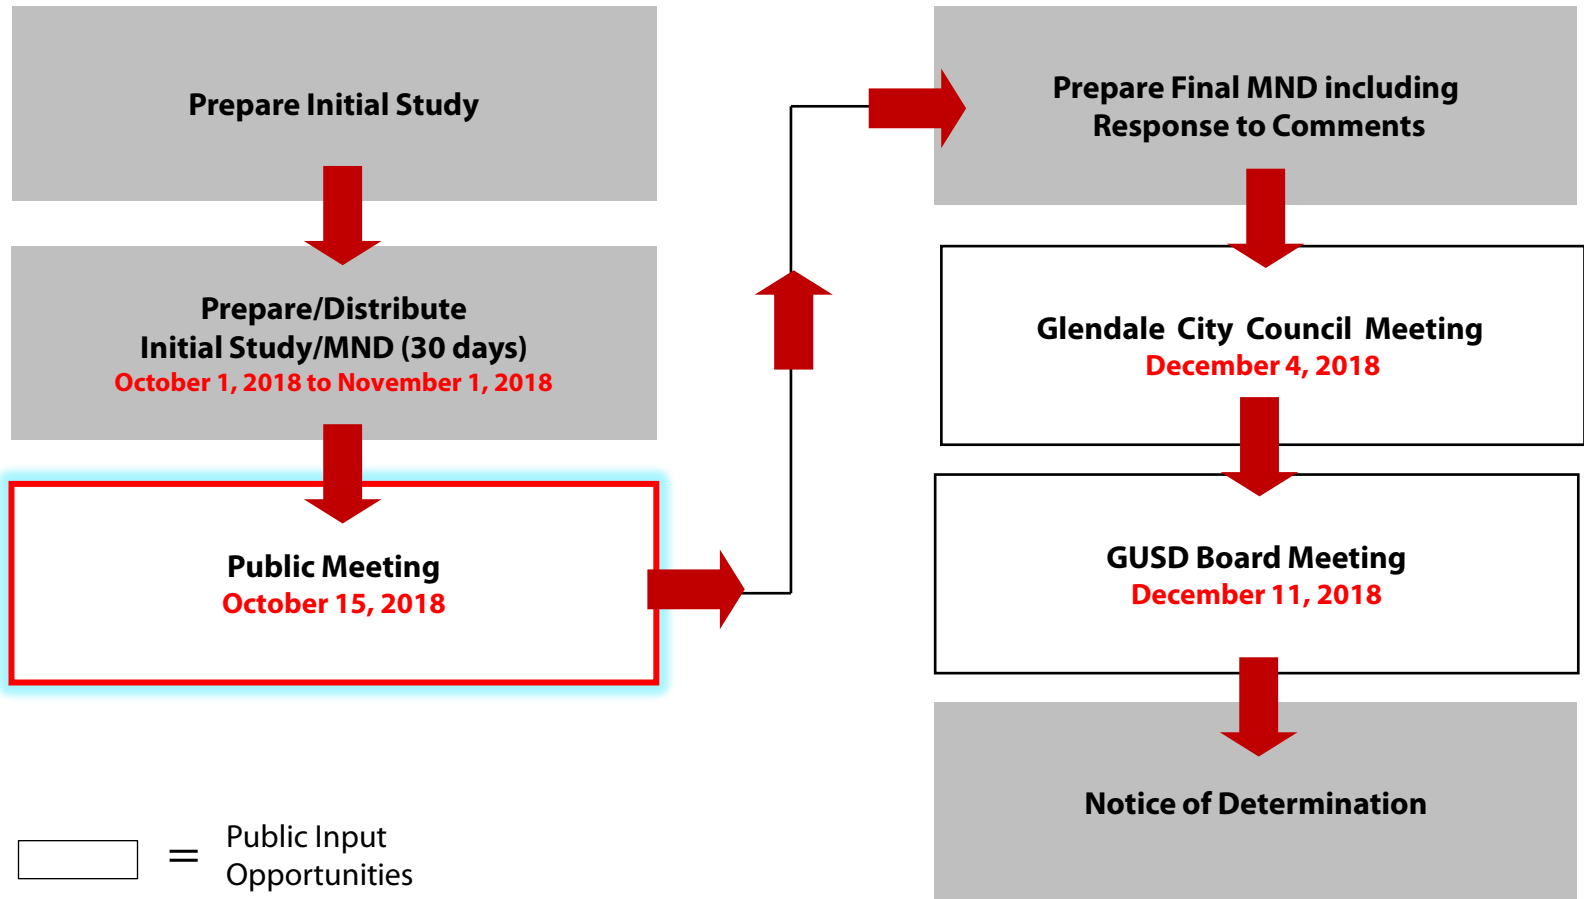 Prepare Initial Study
Prepare/Distribute
Initial Study/MND (30 days)
October 1, 2018 to November 1, 2018
Public Meeting
October 15, 2018
Prepare Final MND including
Response to Comments
Glendale City Council Meeting
December 4, 2018
GUSD Board Meeting
December 11, 2018
Notice of Determination
= Public Input
Opportunities